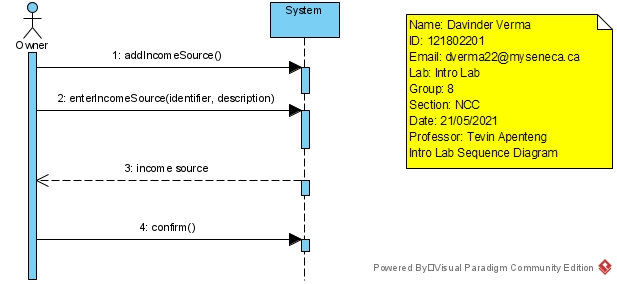 System
Owner
1: addIncomeSource()
2: enterIncomeSource(identifier, description)
3: income source
4: confirm()
Name: Davinder Verma
ID: 121802201
Email: dverma22@myseneca.ca
Lab: Intro Lab
Group: 8
Section: NCC
Date: 21/05/2021
Professor: Tevin Apenteng
Intro Lab Sequence Diagram
Powered By□Visual Paradigm Community Edition